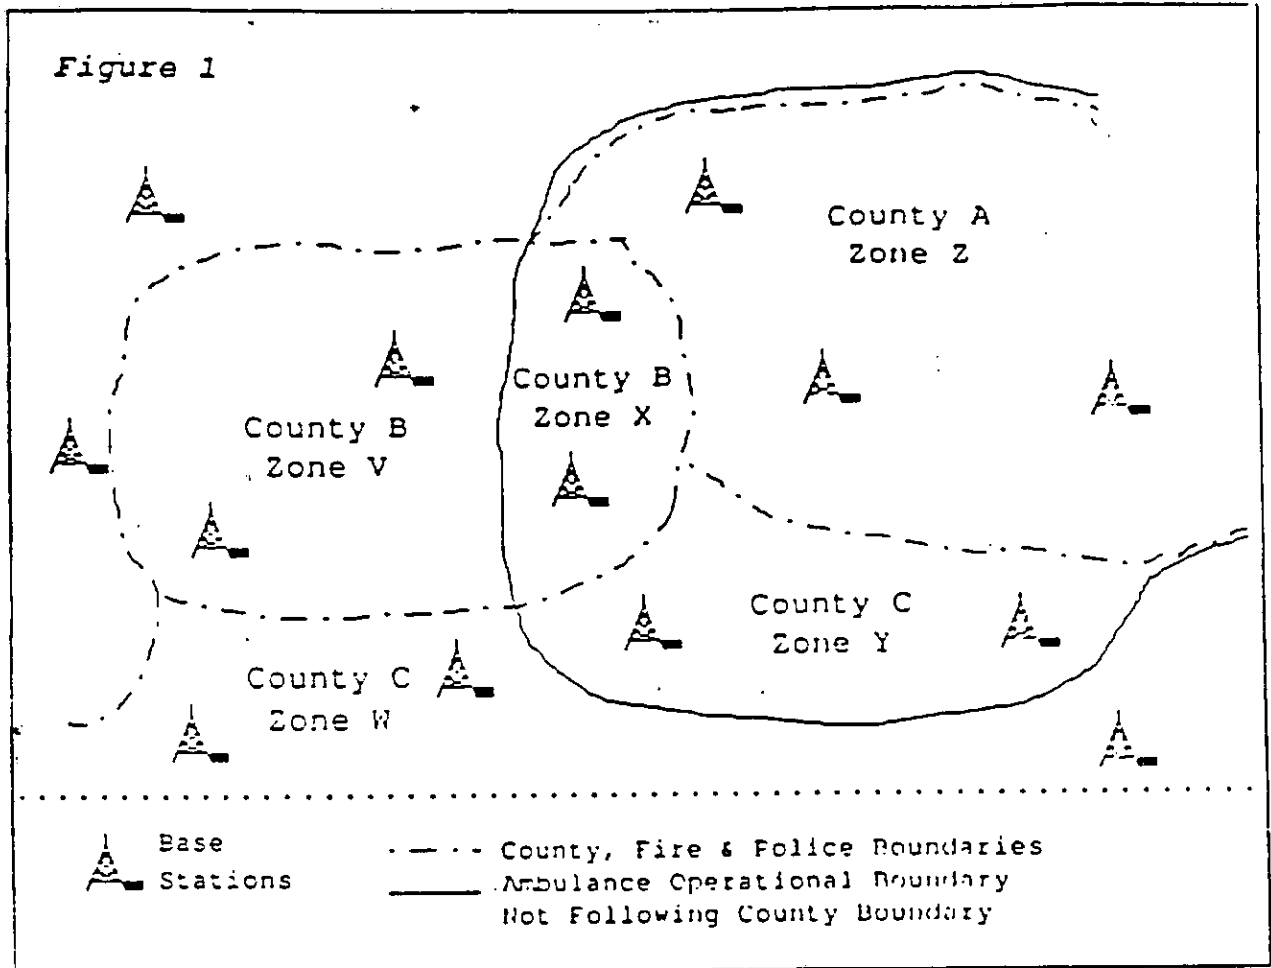 Figure 1
County A
Zone Z
County B
Zone X
County B
Zone V
County C
Zone Y
County C
Zone W
Base
Stations
County, Fire & Police Boundaries
Ambulance Operational Boundary
Not Following County Boundary